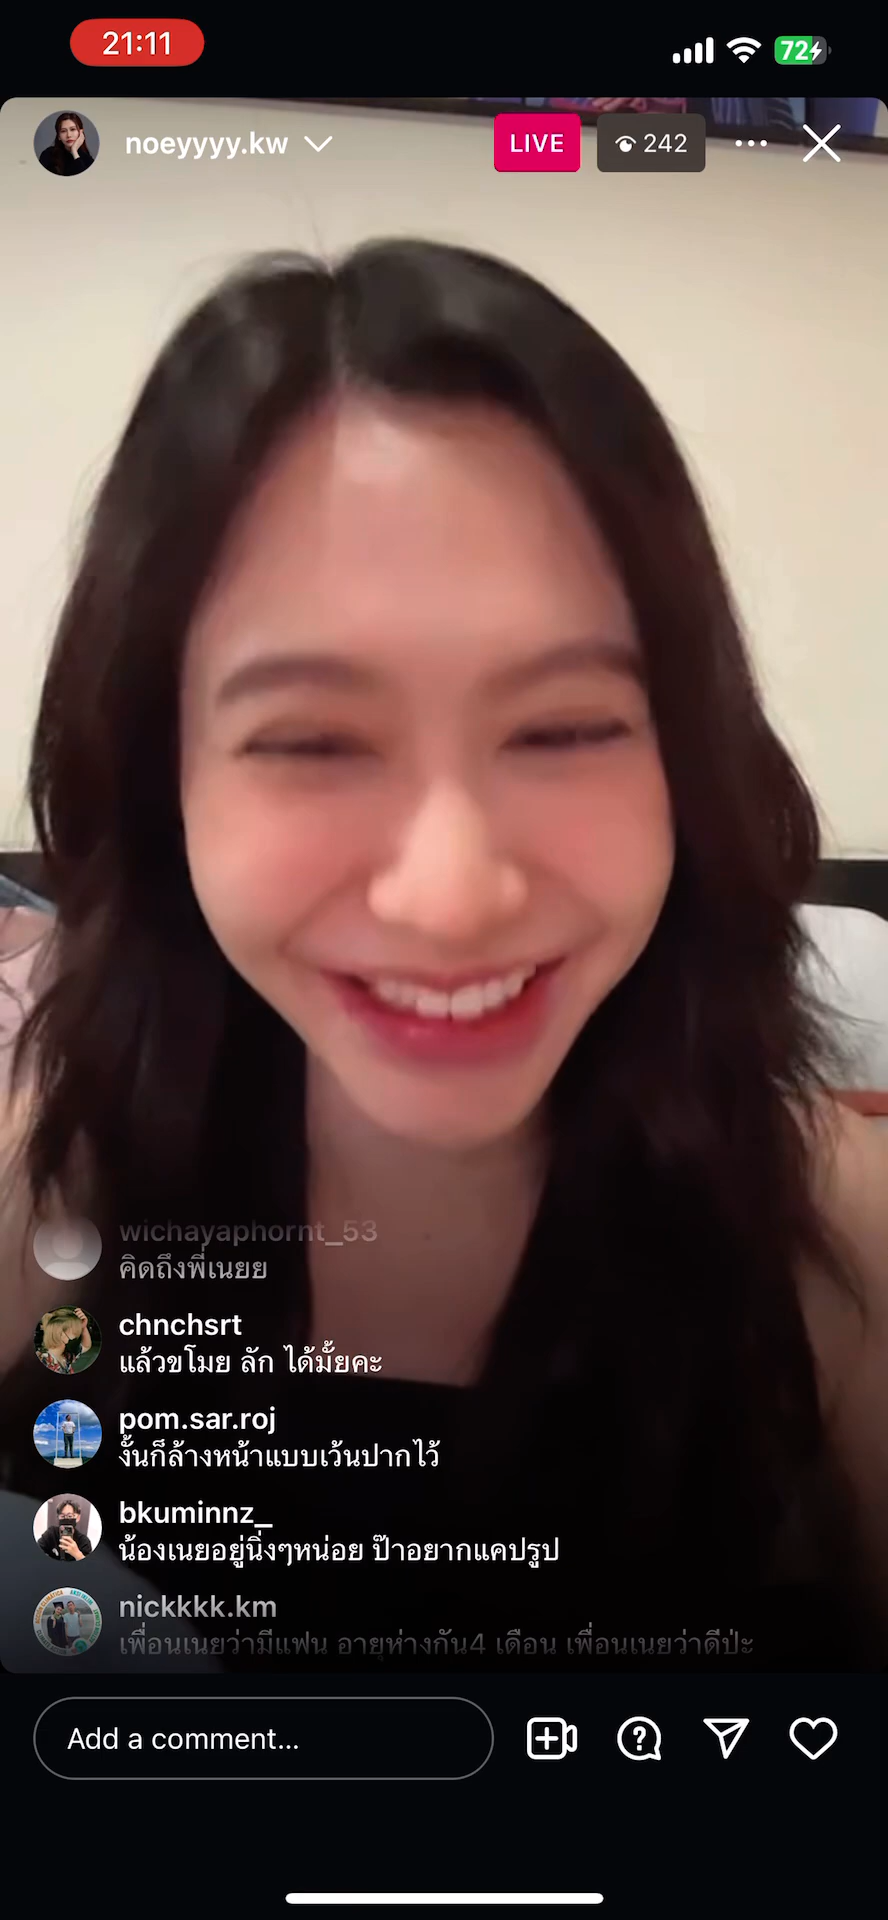 21:11
72
noeyyyy.kw
LIVE
242
wichayaphornt_53
คิดถึงพี่เนยย
chnchsrt
แล้วขโมย ลัก ได้มั้ยคะ
pom.sar.roj
งั้นก็ล้างหน้าแบบเว้นปากไว้
bkuminnz_
น้องเนยอยู่นิ่งๆหน่อย ป๊าอยากแคปรูป
nickkkk.km
เพื่อนเนยว่ามีแฟน อายุห่างกัน4 เดือน เพื่อนเนยว่าดีป่ะ
Add a comment...